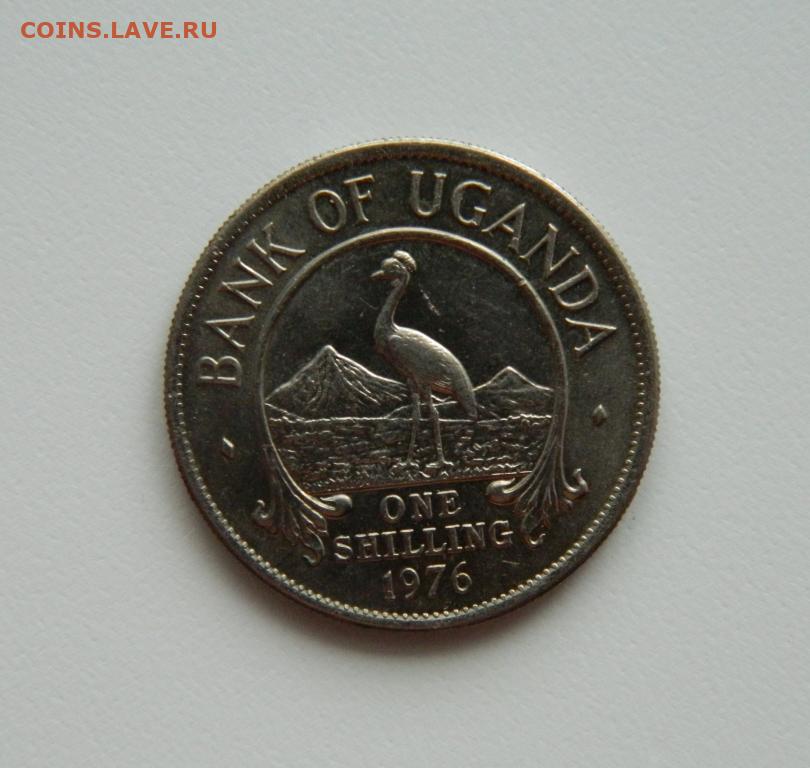 COINS.LAVE.RU
BANK OF UGANDA
ONE
SHILLING
1976